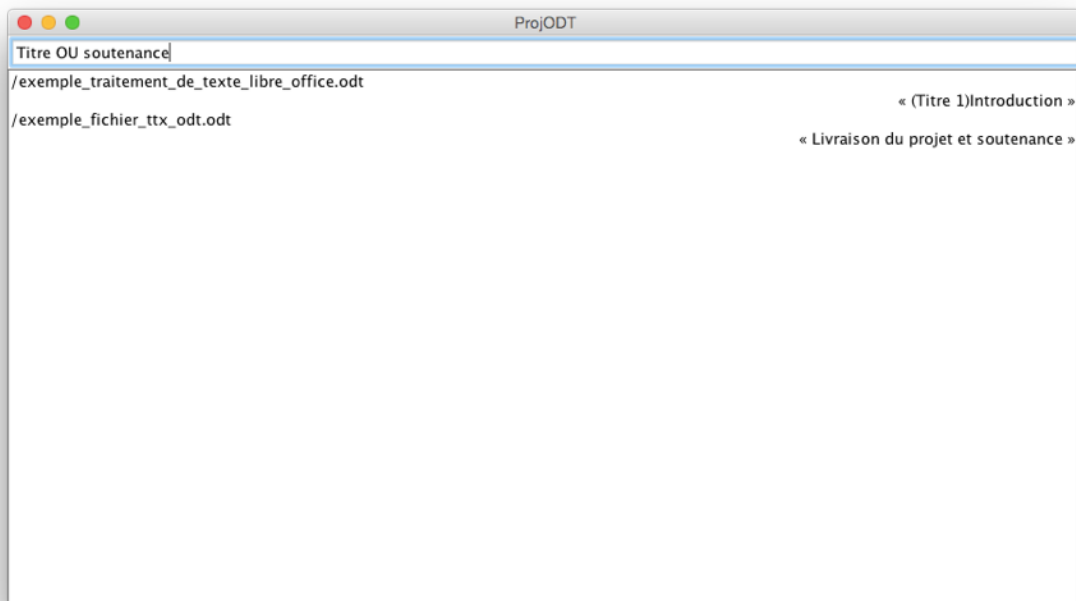 ProjODT
Titre OU soutenance
/exemple_traitement_de_texte_libre_office.odt
« (Titre 1)Introduction »
/exemple_fichier_ttx_odt.odt
« Livraison du projet et soutenance »